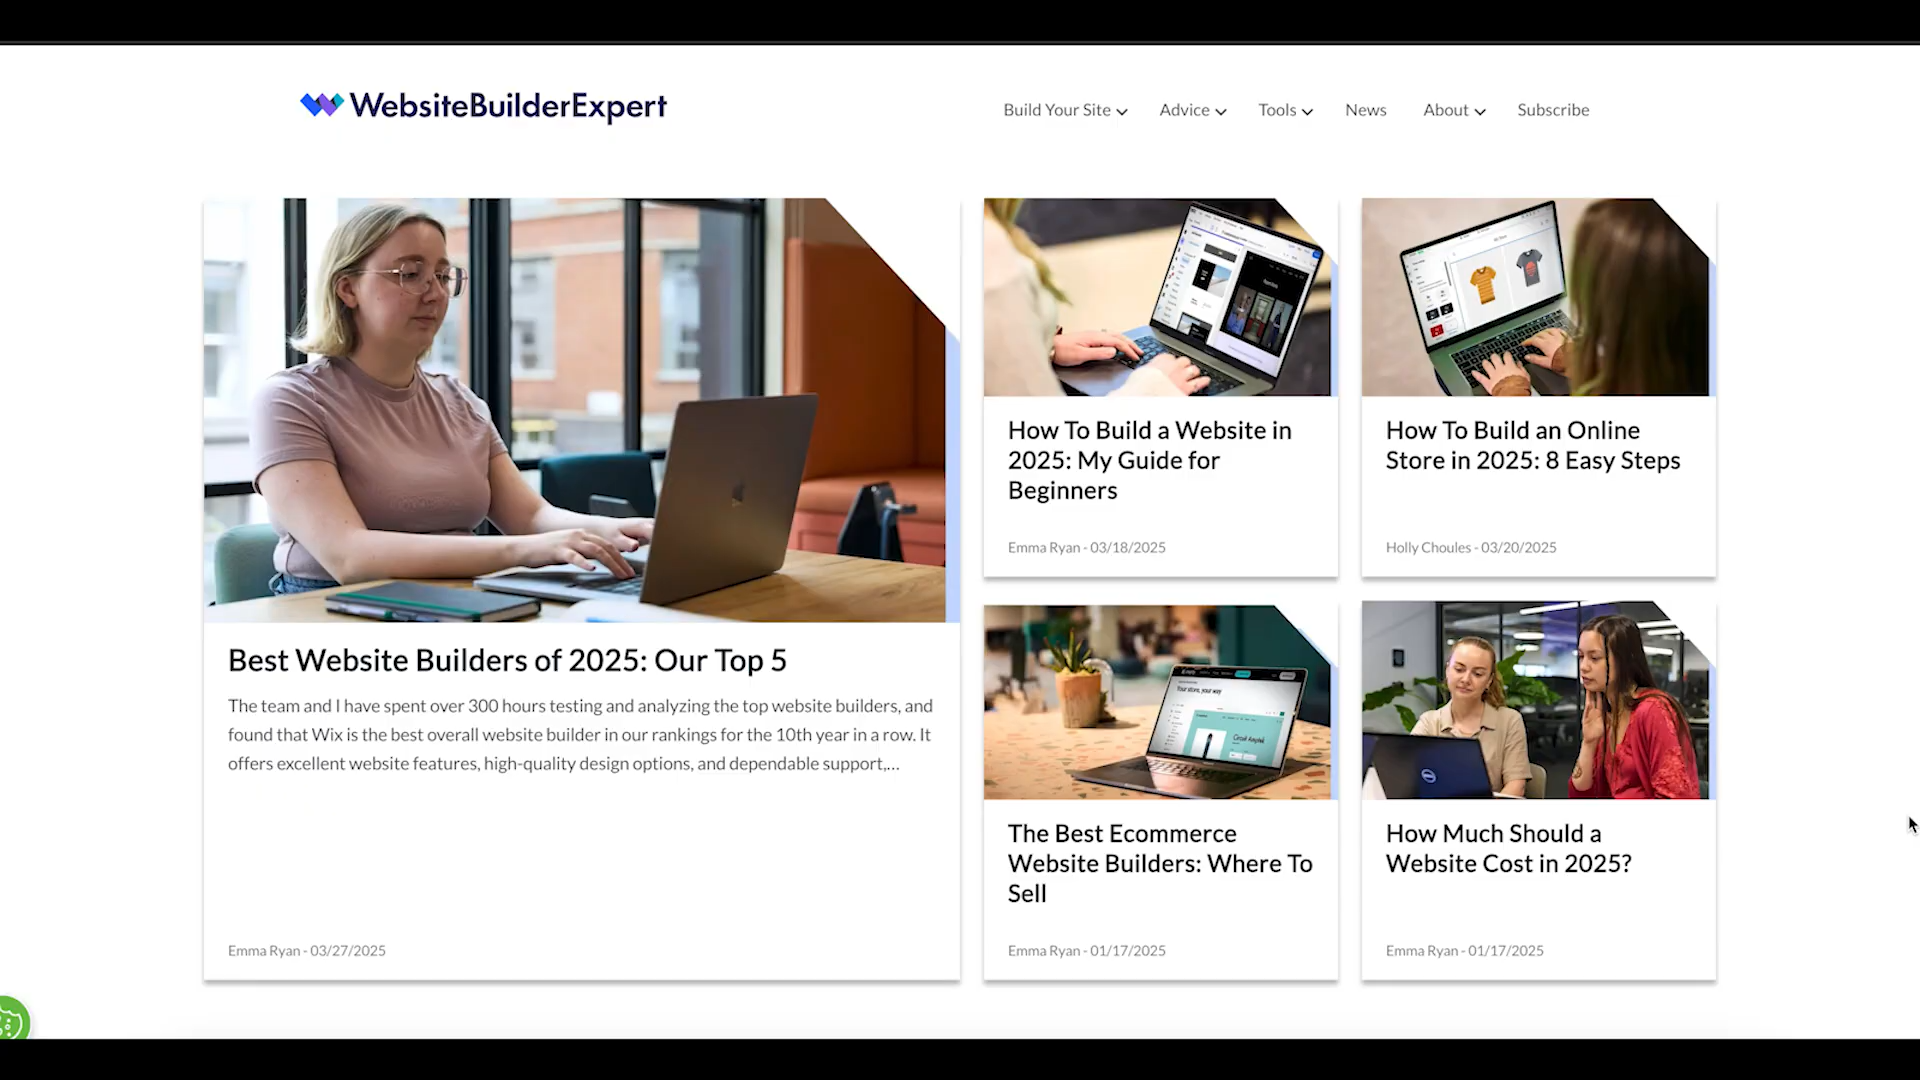 WebsiteBuilderExpert
Build Your Site
Advice
Tools
News
About
Subscribe
Best Website Builders of 2025: Our Top 5
The team and I have spent over 300 hours testing and analyzing the top website builders, and
found that Wix is the best overall website builder in our rankings for the 10th year in a row. It
offers excellent website features, high-quality design options, and dependable support,...
Emma Ryan - 03/27/2025
How To Build a Website in
2025: My Guide for
Beginners
Emma Ryan - 03/18/2025
How To Build an Online
Store in 2025: 8 Easy Steps
Holly Choules - 03/20/2025
Your store, your way
The Best Ecommerce
Website Builders: Where To
Sell
Emma Ryan - 01/17/2025
DELL
How Much Should a
Website Cost in 2025?
Emma Ryan - 01/17/2025